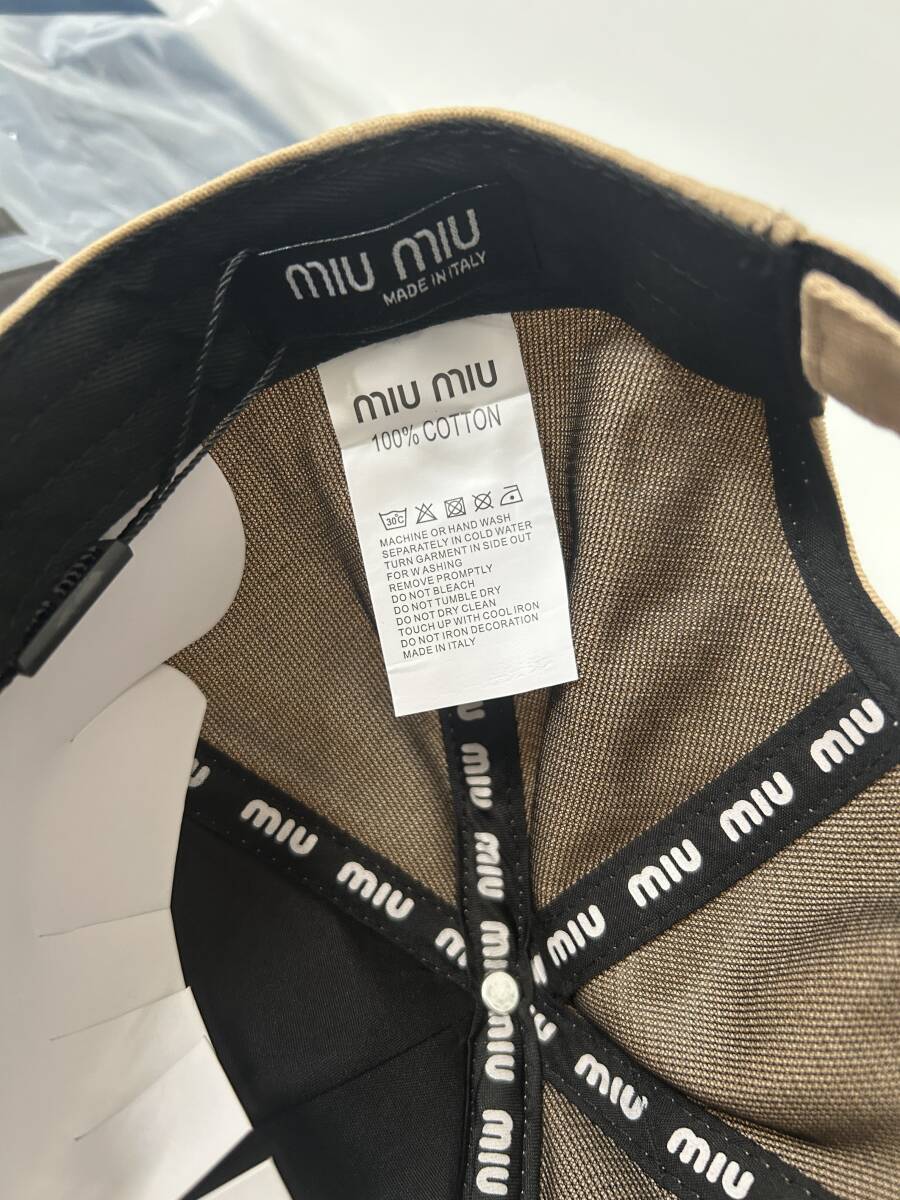 miu miu
MADE IN ITALY
miu miu
100% COTTON
30℃
MACHINE OR HAND WASH
SEPARATELY IN COLD WATER
TURN GARMENT IN SIDE OUT
FOR WASHING
REMOVE PROMPTLY
DO NOT BLEACH
DO NOT TUMBLE DRY
DO NOT DRY CLEAN
TOUCH UP WITH COOL IRON
DO NOT IRON DECORATION
MADE IN ITALY
miu miu
miu miu miu
miu miu miu miu
miu miu